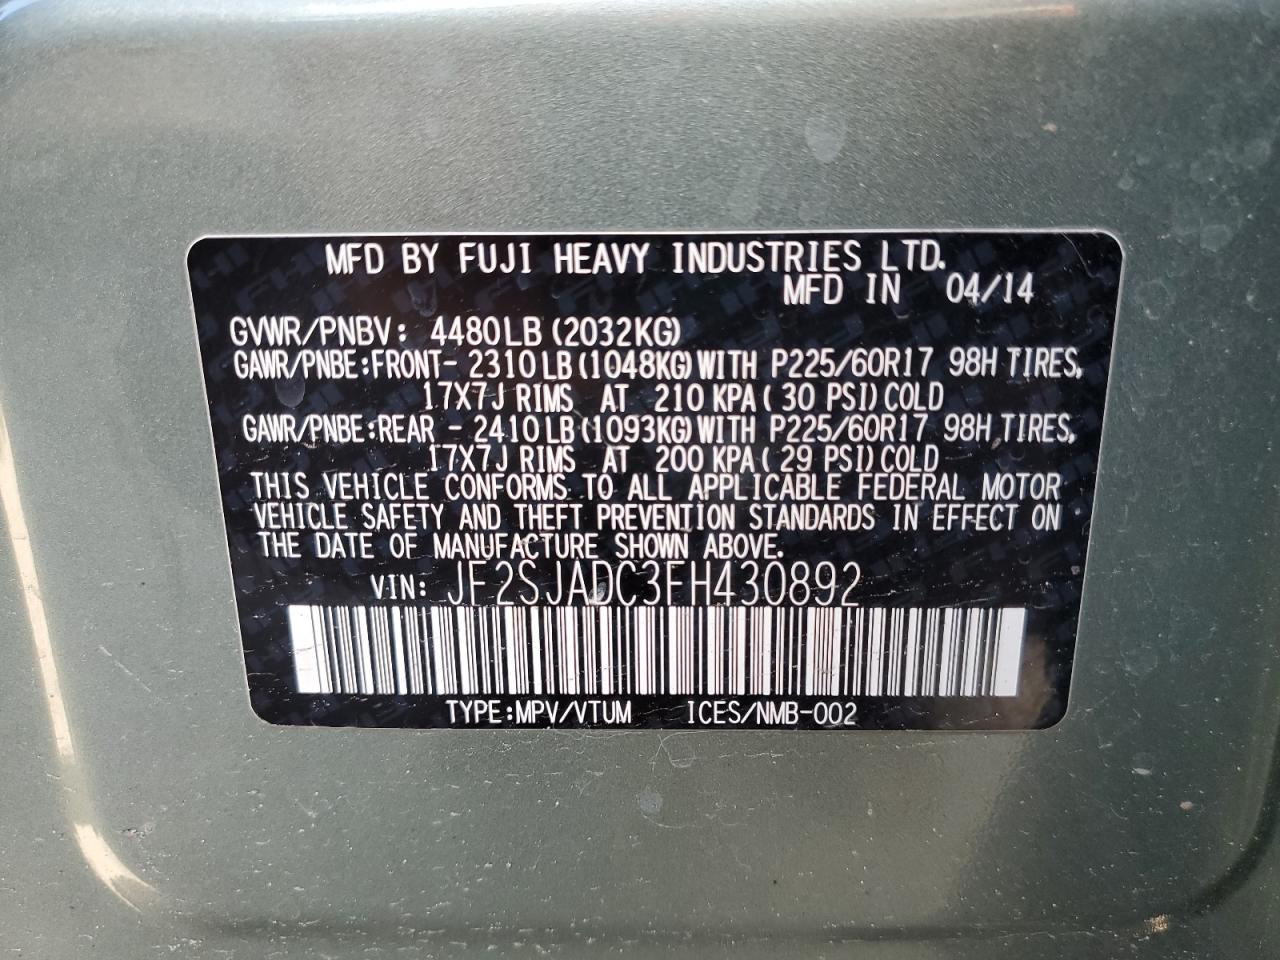 MFD BY FUJI HEAVY INDUSTRIES LTD.
MFD IN 04/14
GVWR/PNBV: 4480LB (2032KG)
GAWR/PNBE:FRONT- 2310 LB (1048KG) WITH P225/60R17 98H TIRES,
17X7J RIMS AT 210 KPA ( 30 PSI) COLD
GAWR/PNBE:REAR - 2410 LB (1093KG) WITH P225/60R17 98H TIRES,
17X7J RIMS AT 200 KPA ( 29 PSI) COLD
THIS VEHICLE CONFORMS TO ALL APPLICABLE FEDERAL MOTOR
VEHICLE SAFETY AND THEFT PREVENTION STANDARDS IN EFFECT ON
THE DATE OF MANUFACTURE SHOWN ABOVE.
VIN: JF2SJADC3FH430892
TYPE:MPV/VTUM ICES/NMB-002